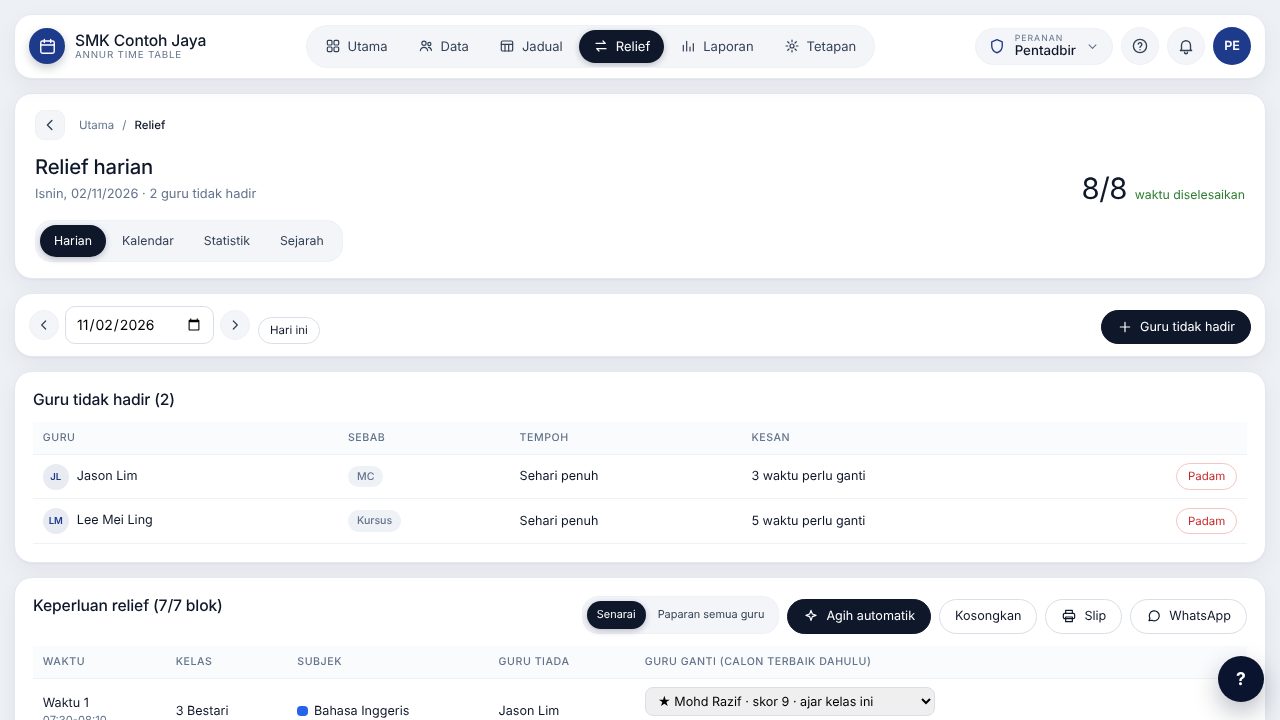 SMK Contoh Jaya
ANNUR TIME TABLE
Utama
Data
Jadual
Relief
Laporan
Tetapan
PERANAN
Pentadbir
PE
Utama / Relief
Relief harian
Isnin, 02/11/2026 · 2 guru tidak hadir
8/8 waktu diselesaikan
Harian
Kalendar
Statistik
Sejarah
11/02/2026
Hari ini
Guru tidak hadir
Guru tidak hadir (2)
GURU SEBAB TEMPOH KESAN
JL Jason Lim MC Sehari penuh 3 waktu perlu ganti Padam
LM Lee Mei Ling Kursus Sehari penuh 5 waktu perlu ganti Padam
Keperluan relief (7/7 blok)
Senarai
Paparan semua guru
Agih automatik
Kosongkan
Slip
WhatsApp
WAKTU KELAS SUBJEK GURU TIADA GURU GANTI (CALON TERBAIK DAHULU)
Waktu 1 3 Bestari Bahasa Inggeris Jason Lim ★ Mohd Razif · skor 9 · ajar kelas ini
07:30-08:10
?